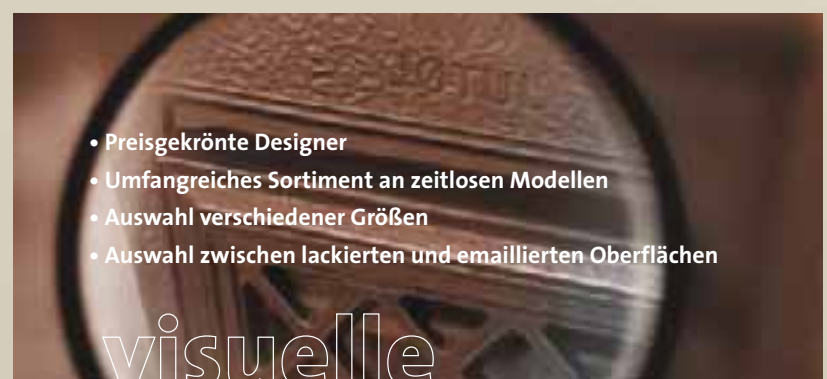 • Preisgekrönte Designer
• Umfangreiches Sortiment an zeitlosen Modellen
• Auswahl verschiedener Größen
• Auswahl zwischen lackierten und emaillierten Oberflächen
visuelle